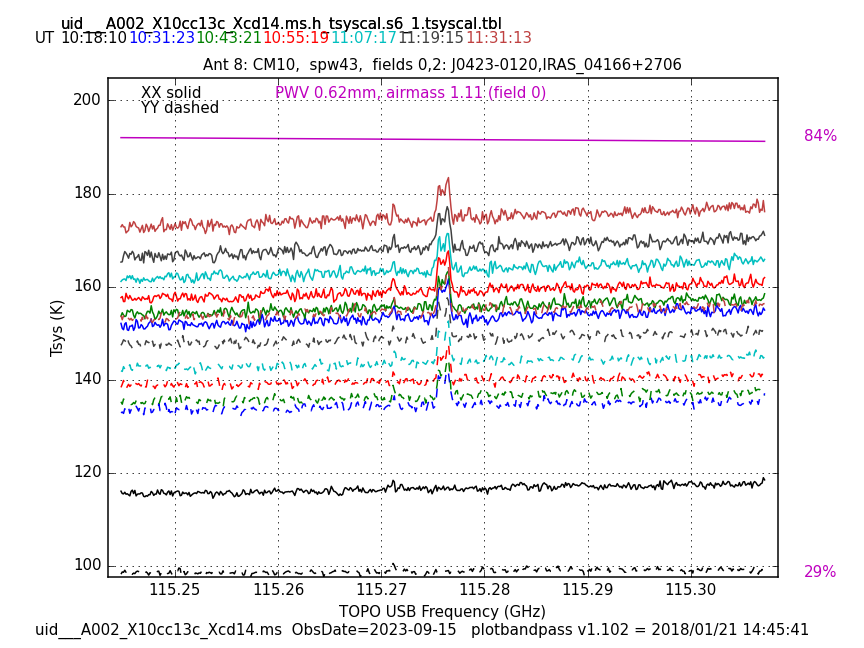 uid___A002_X10cc13c_Xcd14.ms.h_tsyscal.s6_1.tsyscal.tbl
UT 10:18:10 10:31:23 10:43:21 10:55:19 11:07:17 11:19:15 11:31:13
Ant 8: CM10,  spw43,  fields 0,2: J0423-0120,IRAS_04166+2706
XX solid PWV 0.62mm, airmass 1.11 (field 0)
YY dashed
84%
29%
Tsys (K)
200
180
160
140
120
100
115.25 115.26 115.27 115.28 115.29 115.30
TOPO USB Frequency (GHz)
uid___A002_X10cc13c_Xcd14.ms  ObsDate=2023-09-15   plotbandpass v1.102 = 2018/01/21 14:45:41